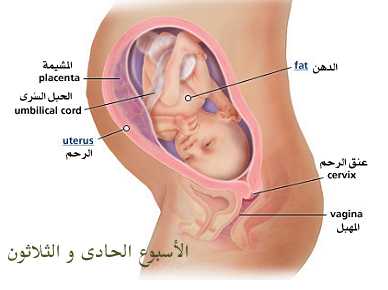 المشيمة
placenta
الحبل السرى
umbilical cord
uterus
الرحم
fat الدهن
عنق الرحم
cervix
vagina
المهبل
الأسبوع الحادى و الثلاثون